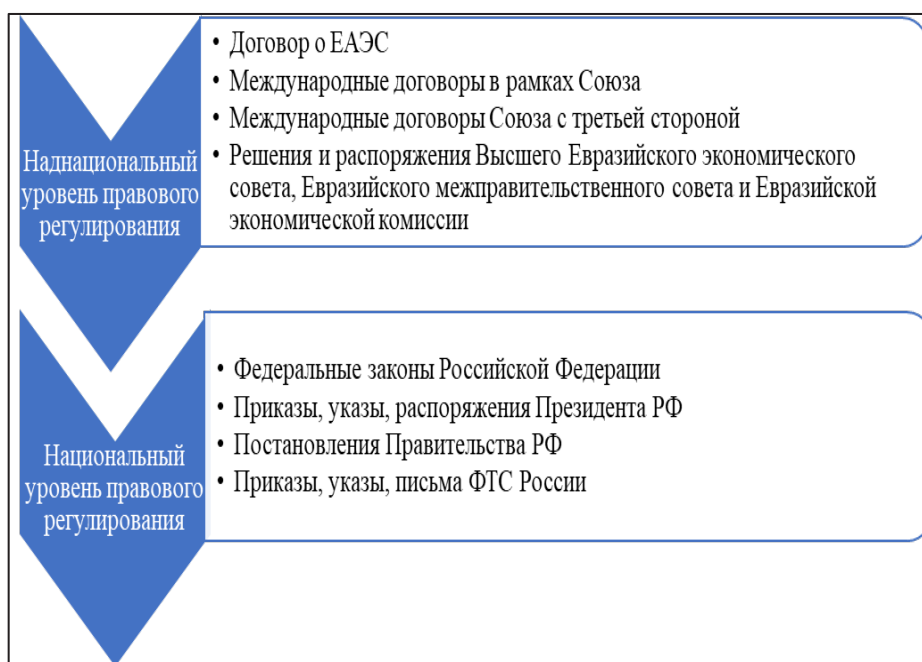 Наднациональный
уровень правового
регулирования
• Договор о ЕАЭС
• Международные договоры в рамках Союза
• Международные договоры Союза с третьей стороной
• Решения и распоряжения Высшего Евразийского экономического
совета, Евразийского межправительственного совета и Евразийской
экономической комиссии
Национальный
уровень правового
регулирования
• Федеральные законы Российской Федерации
• Приказы, указы, распоряжения Президента РФ
• Постановления Правительства РФ
• Приказы, указы, письма ФТС России